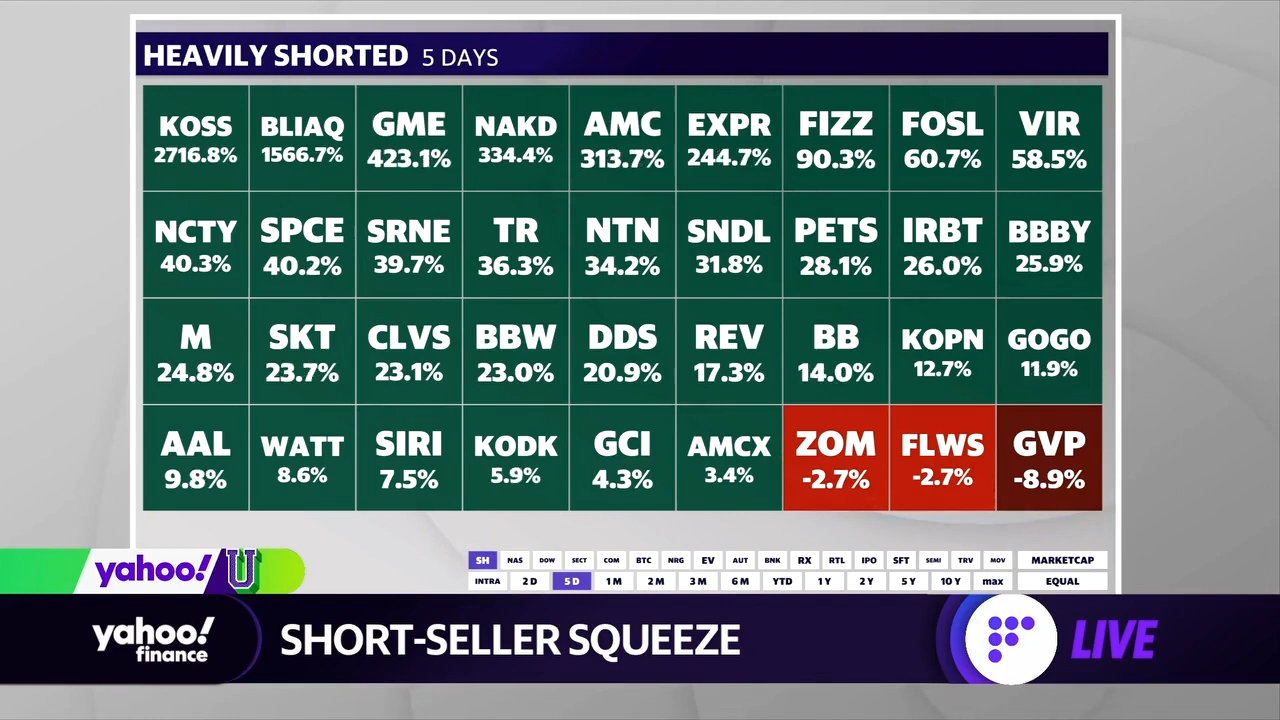 HEAVILY SHORTED 5 DAYS
KOSS BLIAQ GME NAKD AMC EXPR FIZZ FOSL VIR
2716.8% 1566.7% 423.1% 334.4% 313.7% 244.7% 90.3% 60.7% 58.5%
NCTY SPCE SRNE TR NTN SNDL PETS IRBT BBBY
40.3% 40.2% 39.7% 36.3% 34.2% 31.8% 28.1% 26.0% 25.9%
M SKT CLVS BBW DDS REV BB KOPN GOGO
24.8% 23.7% 23.1% 23.0% 20.9% 17.3% 14.0% 12.7% 11.9%
AAL WATT SIRI KODK GCI AMCX ZOM FLWS GVP
9.8% 8.6% 7.5% 5.9% 4.3% 3.4% -2.7% -2.7% -8.9%
SH NAS DOW SECT COM BTC NRG EV AUT BNK RX RTL IPO SFT SEMI TRV MOV MARKETCAP
INTRA 2 D 5 D 1 M 2 M 3 M 6 M YTD 1 Y 2 Y 5 Y 10 Y max EQUAL
yahoo! U
yahoo!
finance
SHORT-SELLER SQUEEZE
LIVE